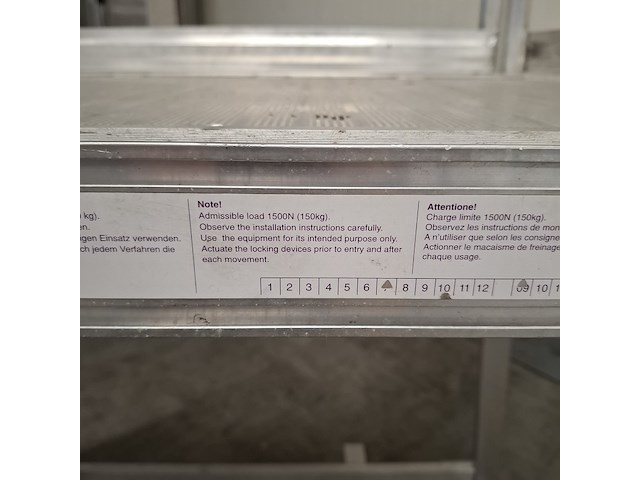 kg).
en.
ngen Einsatz verwenden.
ch jedem Verfahren die
Note!
Admissible load 1500N (150kg).
Observe the installation instructions carefully.
Use the equipment for its intended purpose only.
Actuate the locking devices prior to entry and after
each movement.
Attentione!
Charge limite 1500N (150kg).
Observez les instructions de mon
A n'utiliser que selon les consigne
Actionner le macaisme de freinage
chaque usage.
1 2 3 4 5 6 8 9 10 11 12 09 10 1